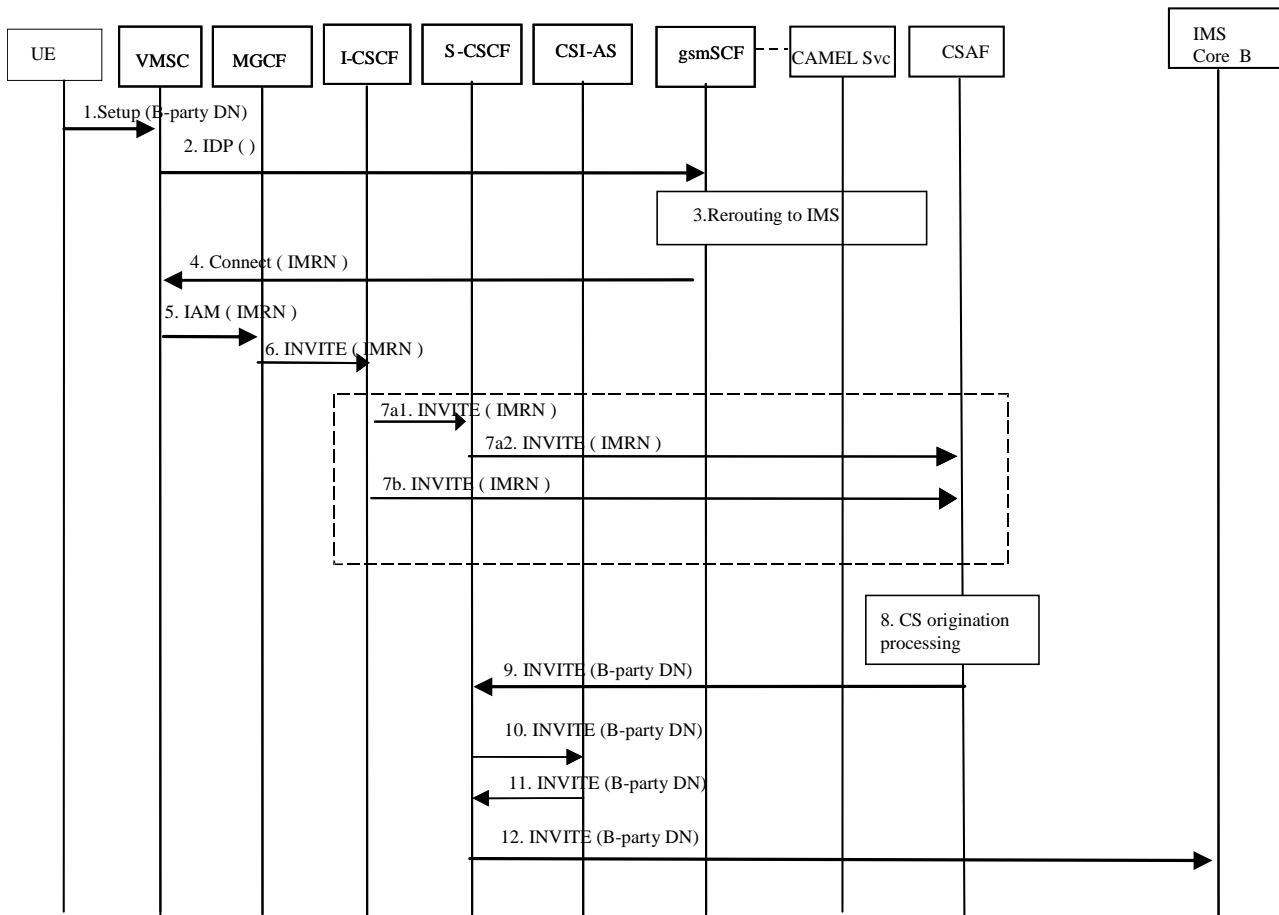 UE
VMSC
MGCF
I-CSCF
S-CSCF
CSI-AS
gsmSCF
CAMEL Svc
CSAF
IMS
Core B
1.Setup (B-party DN)
2. IDP ( )
3.Rerouting to IMS
4. Connect ( IMRN )
5. IAM ( IMRN )
6. INVITE ( IMRN )
7a1. INVITE ( IMRN )
7a2. INVITE ( IMRN )
7b. INVITE ( IMRN )
8. CS origination
processing
9. INVITE (B-party DN)
10. INVITE (B-party DN)
11. INVITE (B-party DN)
12. INVITE (B-party DN)